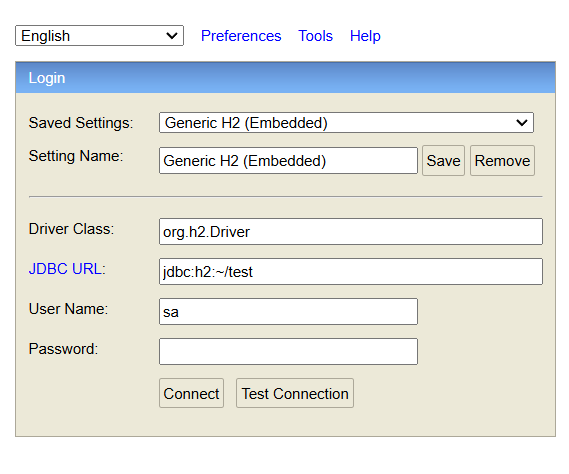 English Preferences Tools Help
Login
Saved Settings: Generic H2 (Embedded)
Setting Name: Generic H2 (Embedded) Save Remove
Driver Class: org.h2.Driver
JDBC URL: jdbc:h2:~/test
User Name: sa
Password:
Connect Test Connection